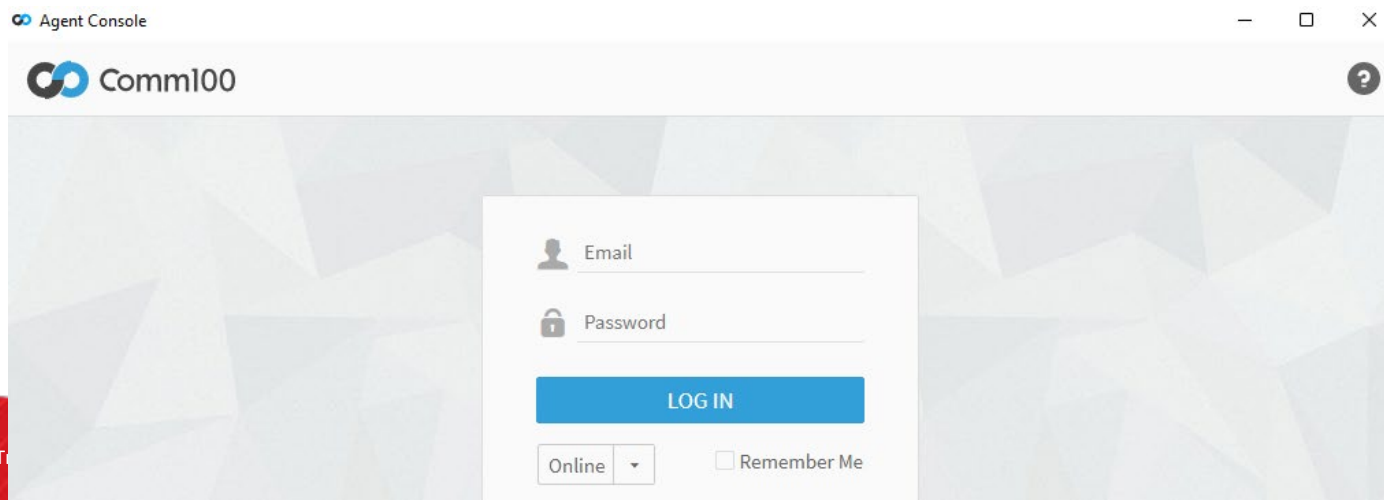 Agent Console
Comm100
Email
Password
LOG IN
Online
Remember Me